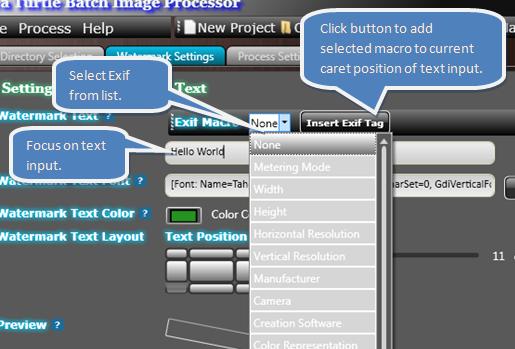 a Turtle Batch Image Processor
Process Help New Project
Click button to add
selected macro to current
caret position of text input.
Directory Watermark Settings Process
Select Exif
from list.
Setting Text
Watermark Text ? Exif Macro None Insert Exif Tag
Focus on text
input.
Hello World
None
Metering Mode
Width
Height
Horizontal Resolution
Vertical Resolution
Manufacturer
Camera
Creation Software
Color Representation
Watermark Text Font ? [Font: Name=Tah arSet=0, GdiVerticalFo
Watermark Text Color ? Color
Watermark Text Layout Text Position 11
Preview ?